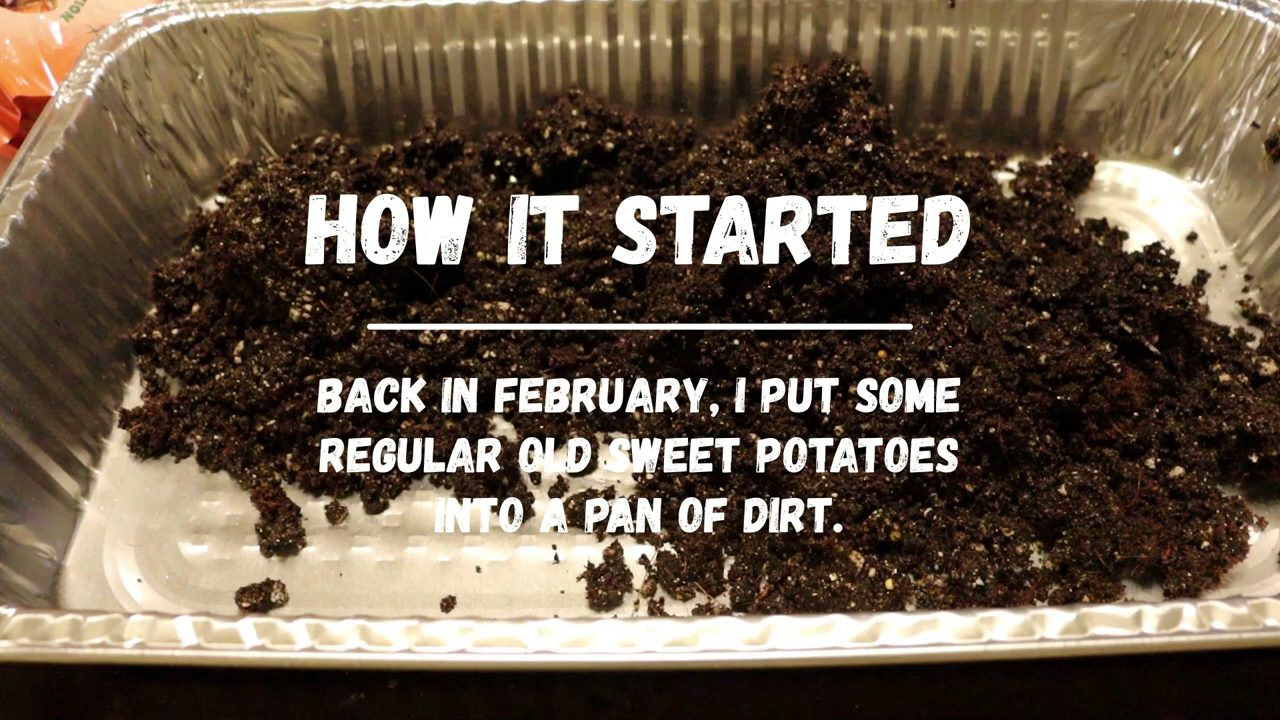 HOW IT STARTED
BACK IN FEBRUARY, I PUT SOME
REGULAR OLD SWEET POTATOES
INTO A PAN OF DIRT.